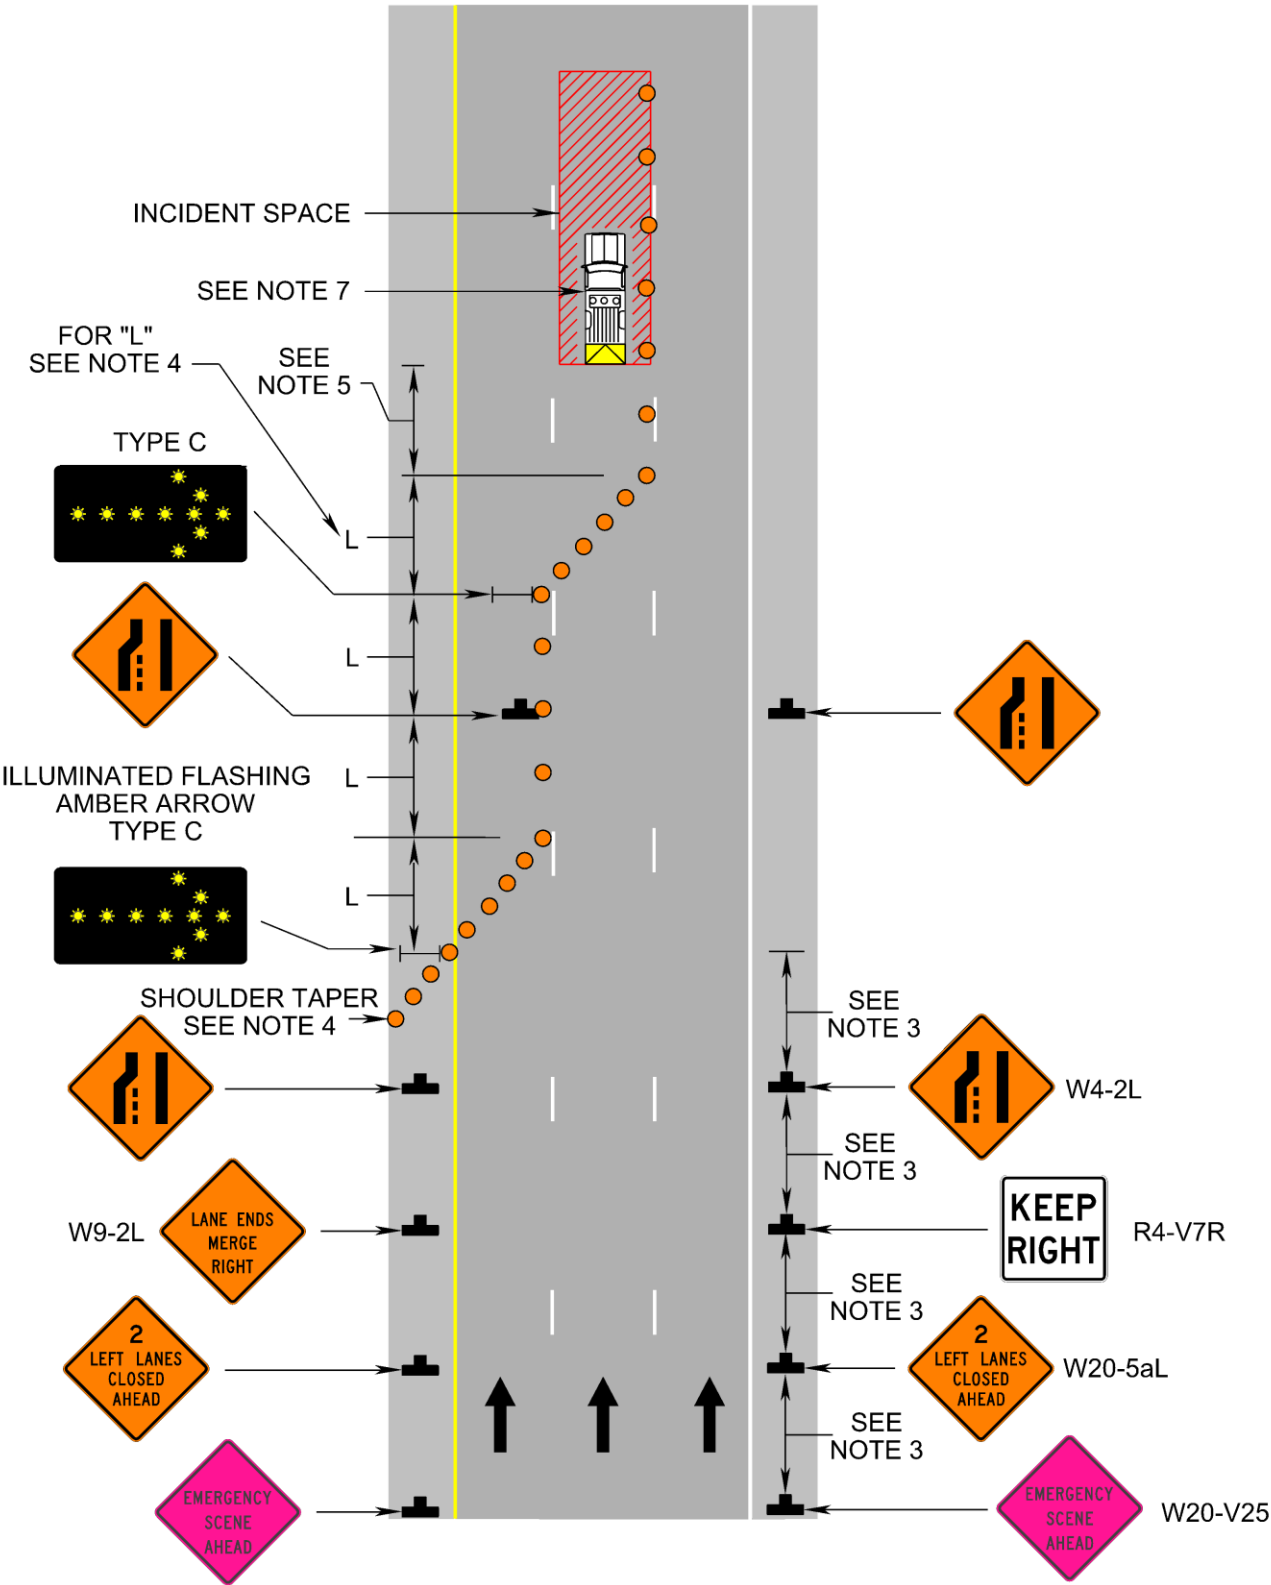 INCIDENT SPACE
SEE NOTE 7
FOR "L"
SEE NOTE 4
SEE
NOTE 5
TYPE C
L
L
ILLUMINATED FLASHING
AMBER ARROW
TYPE C
L
L
SHOULDER TAPER
SEE NOTE 4
SEE
NOTE 3
W4-2L
SEE
NOTE 3
W9-2L
LANE ENDS
MERGE
RIGHT
KEEP
RIGHT
R4-V7R
SEE
NOTE 3
2
LEFT LANES
CLOSED
AHEAD
2
LEFT LANES
CLOSED
AHEAD
W20-5aL
SEE
NOTE 3
EMERGENCY
SCENE
AHEAD
EMERGENCY
SCENE
AHEAD
W20-V25